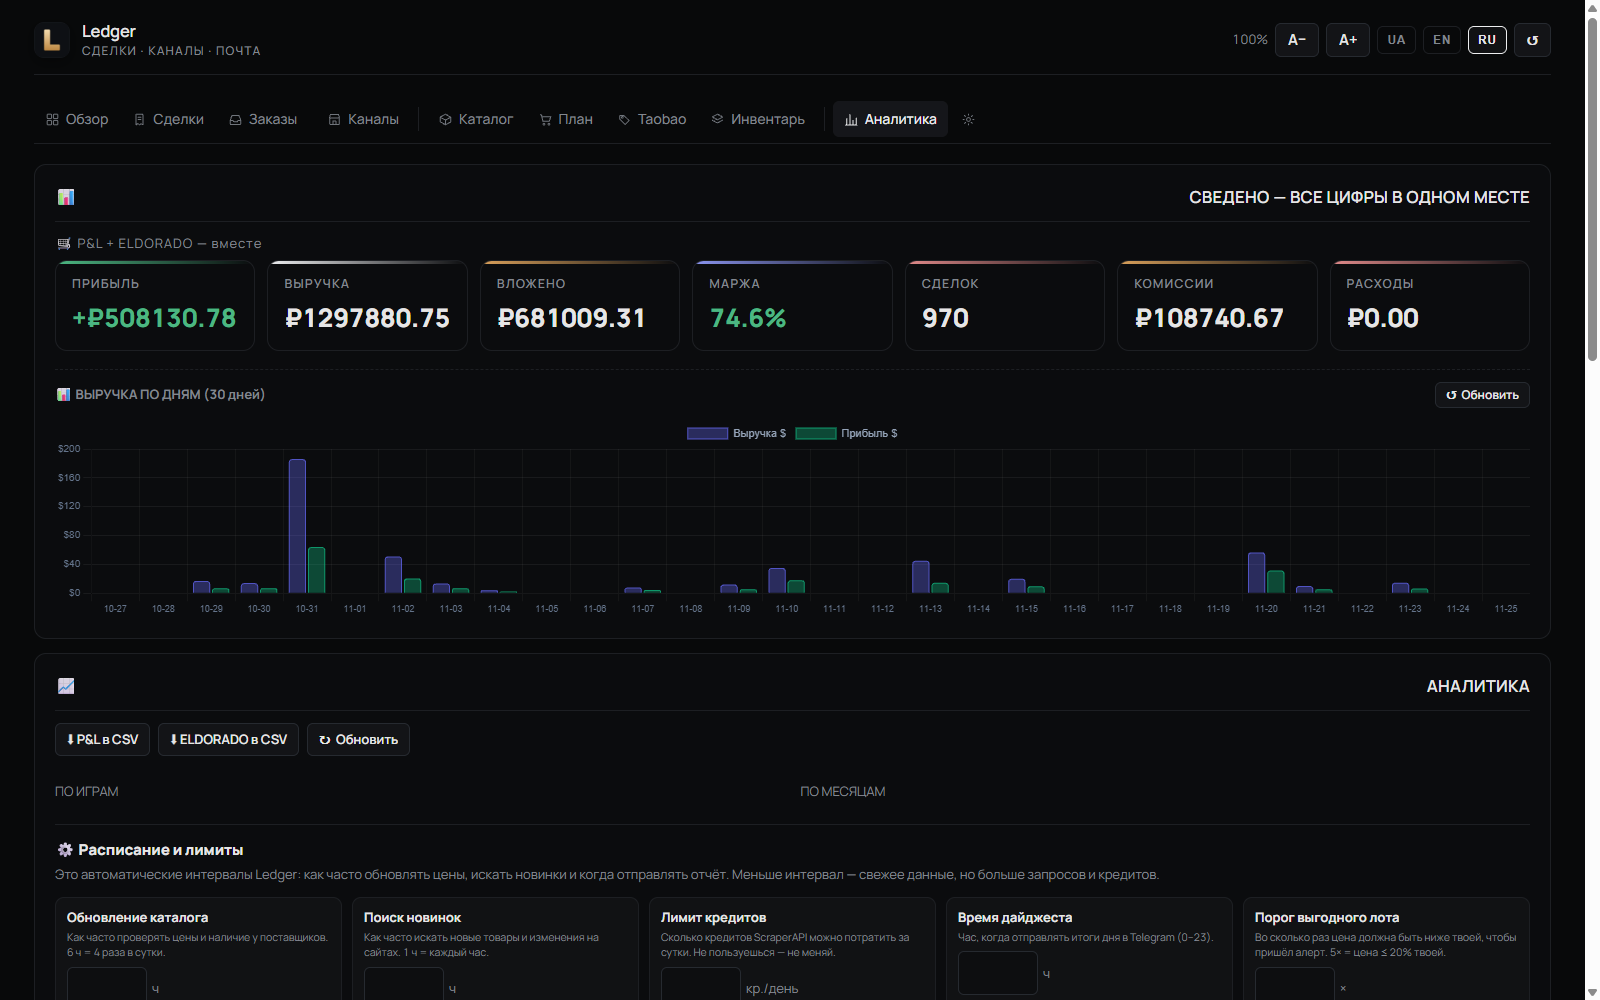 Ledger
СДЕЛКИ · КАНАЛЫ · ПОЧТА
100% A− A+ UA EN RU ↺
Обзор Сделки Заказы Каналы Каталог План Taobao Инвентарь Аналитика
СВЕДЕНО — ВСЕ ЦИФРЫ В ОДНОМ МЕСТЕ
P&L + ELDORADO — вместе
ПРИБЫЛЬ ВЫРУЧКА ВЛОЖЕНО МАРЖА СДЕЛОК КОМИССИИ РАСХОДЫ
+₽508130.78 ₽1297880.75 ₽681009.31 74.6% 970 ₽108740.67 ₽0.00
ВЫРУЧКА ПО ДНЯМ (30 дней) ↺ Обновить
Выручка $ Прибыль $
$200
$160
$120
$80
$40
$0
10-27 10-28 10-29 10-30 10-31 11-01 11-02 11-03 11-04 11-05 11-06 11-07 11-08 11-09 11-10 11-11 11-12 11-13 11-14 11-15 11-16 11-17 11-18 11-19 11-20 11-21 11-22 11-23 11-24 11-25
АНАЛИТИКА
⬇ P&L в CSV ⬇ ELDORADO в CSV ↻ Обновить
ПО ИГРАМ ПО МЕСЯЦАМ
Расписание и лимиты
Это автоматические интервалы Ledger: как часто обновлять цены, искать новинки и когда отправлять отчёт. Меньше интервал — свежее данные, но больше запросов и кредитов.
Обновление каталога
Как часто проверять цены и наличие у поставщиков.
6 ч = 4 раза в сутки.
ч
Поиск новинок
Как часто искать новые товары и изменения на
сайтах. 1 ч = каждый час.
ч
Лимит кредитов
Сколько кредитов ScraperAPI можно потратить за
сутки. Не пользуешься — не меняй.
кр./день
Время дайджеста
Час, когда отправлять итоги дня в Telegram (0–23).
ч
Порог выгодного лота
Во сколько раз цена должна быть ниже твоей, чтобы
пришёл алерт. 5× = цена ≤ 20% твоей.
×